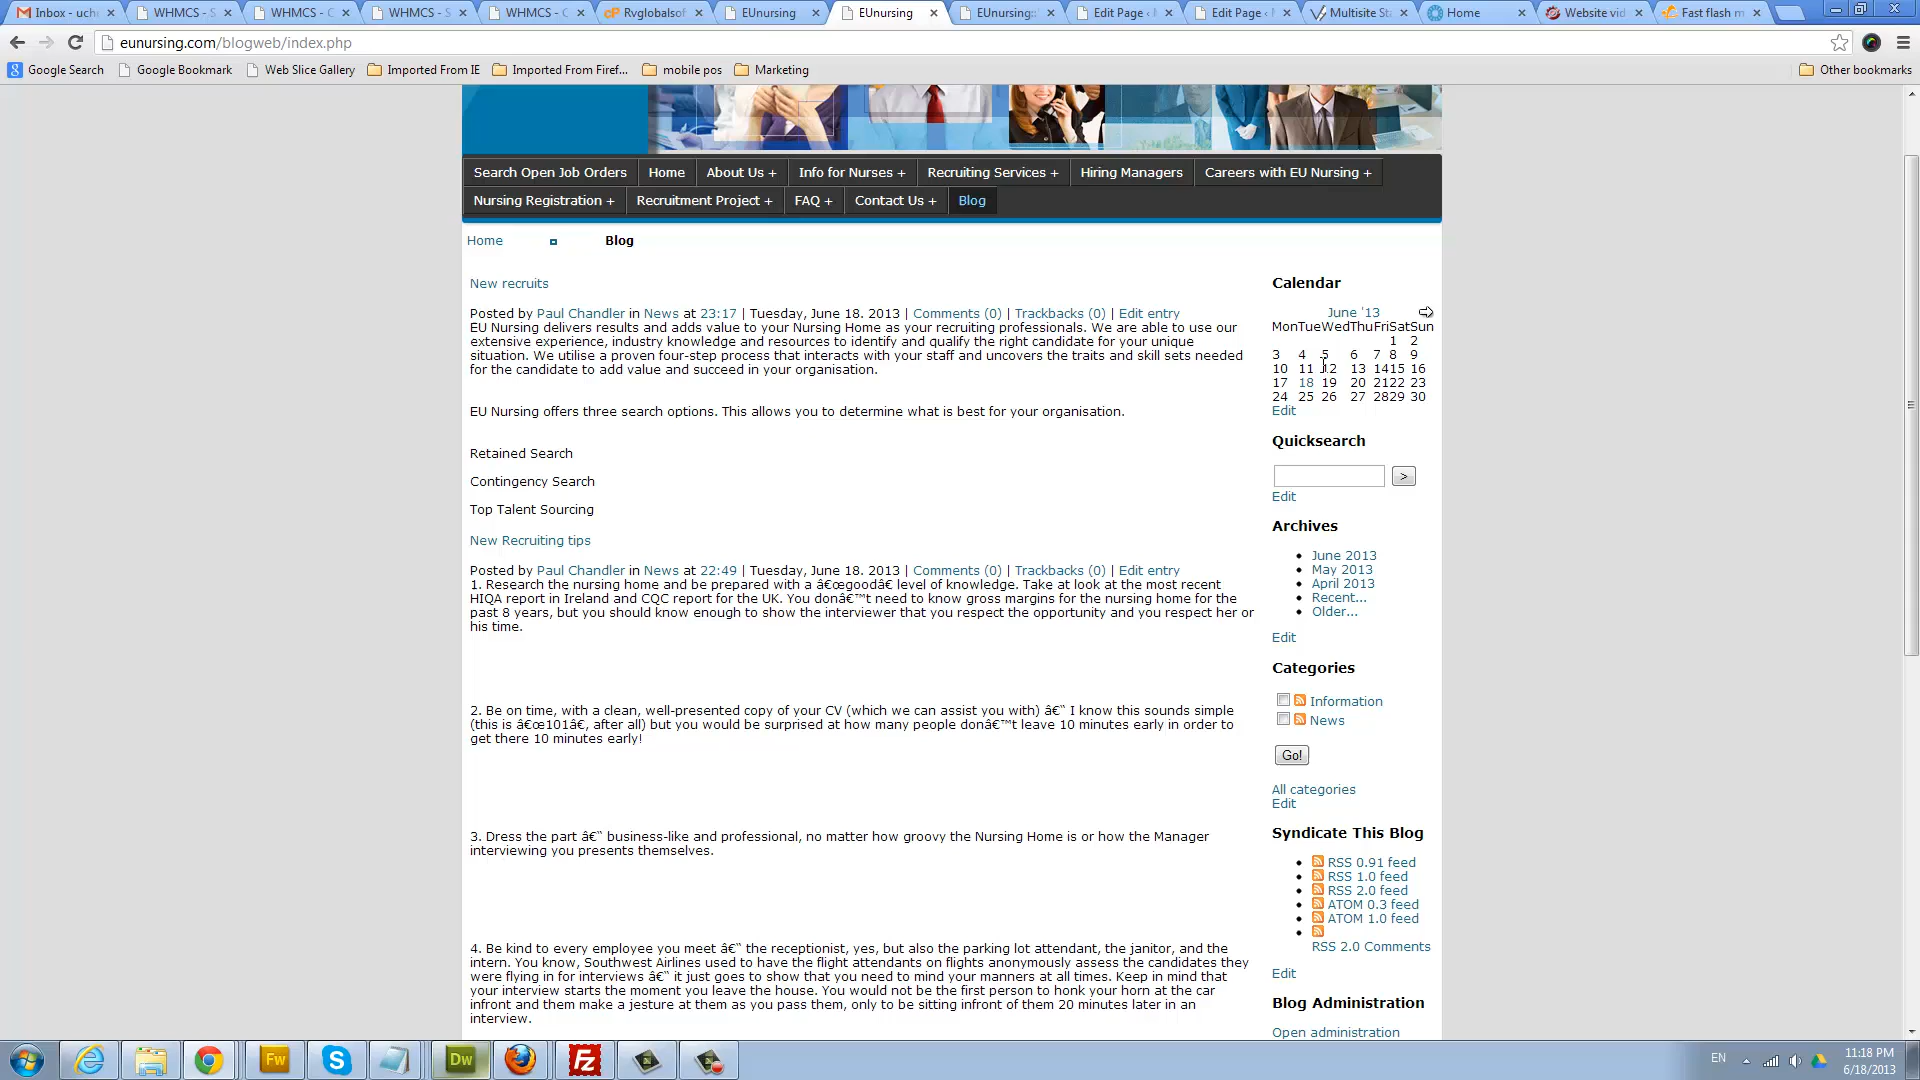 Inbox - uch
WHMCS - S
WHMCS - C
WHMCS - S
WHMCS - C
Rvglobalsof
EUnursing
EUnursing
EUnursing:
Edit Page ‹
Edit Page ‹
Multisite Sta
Home
Website vid
Fast flash m
eunursing.com/blogweb/index.php
Google Search
Google Bookmark
Web Slice Gallery
Imported From IE
Imported From Firef...
mobile pos
Marketing
Other bookmarks
Search Open Job Orders
Home
About Us +
Info for Nurses +
Recruiting Services +
Hiring Managers
Careers with EU Nursing +
Nursing Registration +
Recruitment Project +
FAQ +
Contact Us +
Blog
Home
Blog
New recruits
Posted by Paul Chandler in News at 23:17 | Tuesday, June 18. 2013 | Comments (0) | Trackbacks (0) | Edit entry
EU Nursing delivers results and adds value to your Nursing Home as your recruiting professionals. We are able to use our
extensive experience, industry knowledge and resources to identify and qualify the right candidate for your unique
situation. We utilise a proven four-step process that interacts with your staff and uncovers the traits and skill sets needed
for the candidate to add value and succeed in your organisation.
EU Nursing offers three search options. This allows you to determine what is best for your organisation.
Retained Search
Contingency Search
Top Talent Sourcing
New Recruiting tips
Posted by Paul Chandler in News at 22:49 | Tuesday, June 18. 2013 | Comments (0) | Trackbacks (0) | Edit entry
1. Research the nursing home and be prepared with a â€œgoodâ€ level of knowledge. Take at look at the most recent
HIQA report in Ireland and CQC report for the UK. You donâ€™t need to know gross margins for the nursing home for the
past 8 years, but you should know enough to show the interviewer that you respect the opportunity and you respect her or
his time.
2. Be on time, with a clean, well-presented copy of your CV (which we can assist you with) â€“ I know this sounds simple
(this is â€œ101â€, after all) but you would be surprised at how many people donâ€™t leave 10 minutes early in order to
get there 10 minutes early!
3. Dress the part â€“ business-like and professional, no matter how groovy the Nursing Home is or how the Manager
interviewing you presents themselves.
4. Be kind to every employee you meet â€“ the receptionist, yes, but also the parking lot attendant, the janitor, and the
intern. You know, Southwest Airlines used to have the flight attendants on flights anonymously assess the candidates they
were flying in for interviews â€“ it just goes to show that you need to mind your manners at all times. Keep in mind that
your interview starts the moment you leave the house. You would not be the first person to honk your horn at the car
infront and them make a jesture at them as you pass them, only to be sitting infront of them 20 minutes later in an
interview.
Calendar
June '13
MonTueWedThuFriSatSun
1 2
3 4 5 6 7 8 9
10 11 12 13 1415 16
17 18 19 20 2122 23
24 25 26 27 2829 30
Edit
Quicksearch
>
Edit
Archives
June 2013
May 2013
April 2013
Recent...
Older...
Edit
Categories
Information
News
Go!
All categories
Edit
Syndicate This Blog
RSS 0.91 feed
RSS 1.0 feed
RSS 2.0 feed
ATOM 0.3 feed
ATOM 1.0 feed
RSS 2.0 Comments
Edit
Blog Administration
Open administration
Fw
Dw
Fz
EN
11:18 PM
6/18/2013